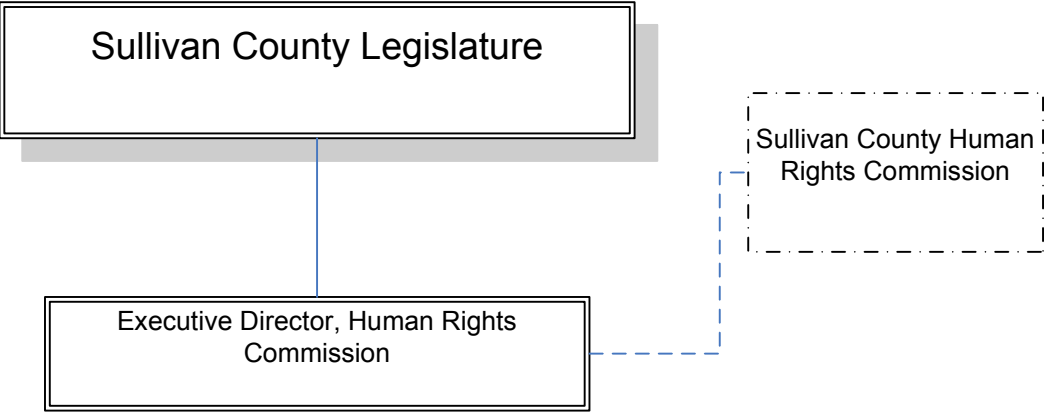 Sullivan County Legislature
Sullivan County Human
Rights Commission
Executive Director, Human Rights
Commission